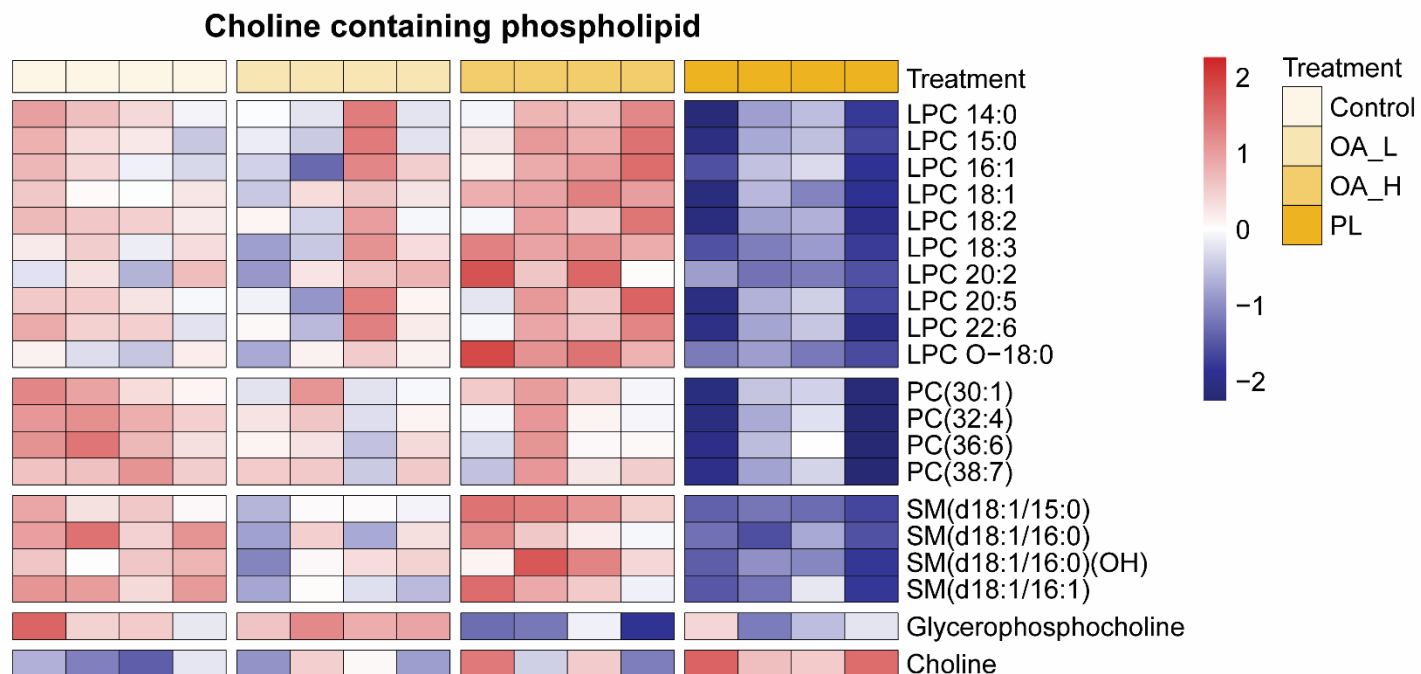 Choline containing phospholipid
Treatment
LPC 14:0
LPC 15:0
LPC 16:1
LPC 18:1
LPC 18:2
LPC 18:3
LPC 20:2
LPC 20:5
LPC 22:6
LPC O−18:0
PC(30:1)
PC(32:4)
PC(36:6)
PC(38:7)
SM(d18:1/15:0)
SM(d18:1/16:0)
SM(d18:1/16:0)(OH)
SM(d18:1/16:1)
Glycerophosphocholine
Choline
2
1
0
−1
−2
Treatment
Control
OA_L
OA_H
PL